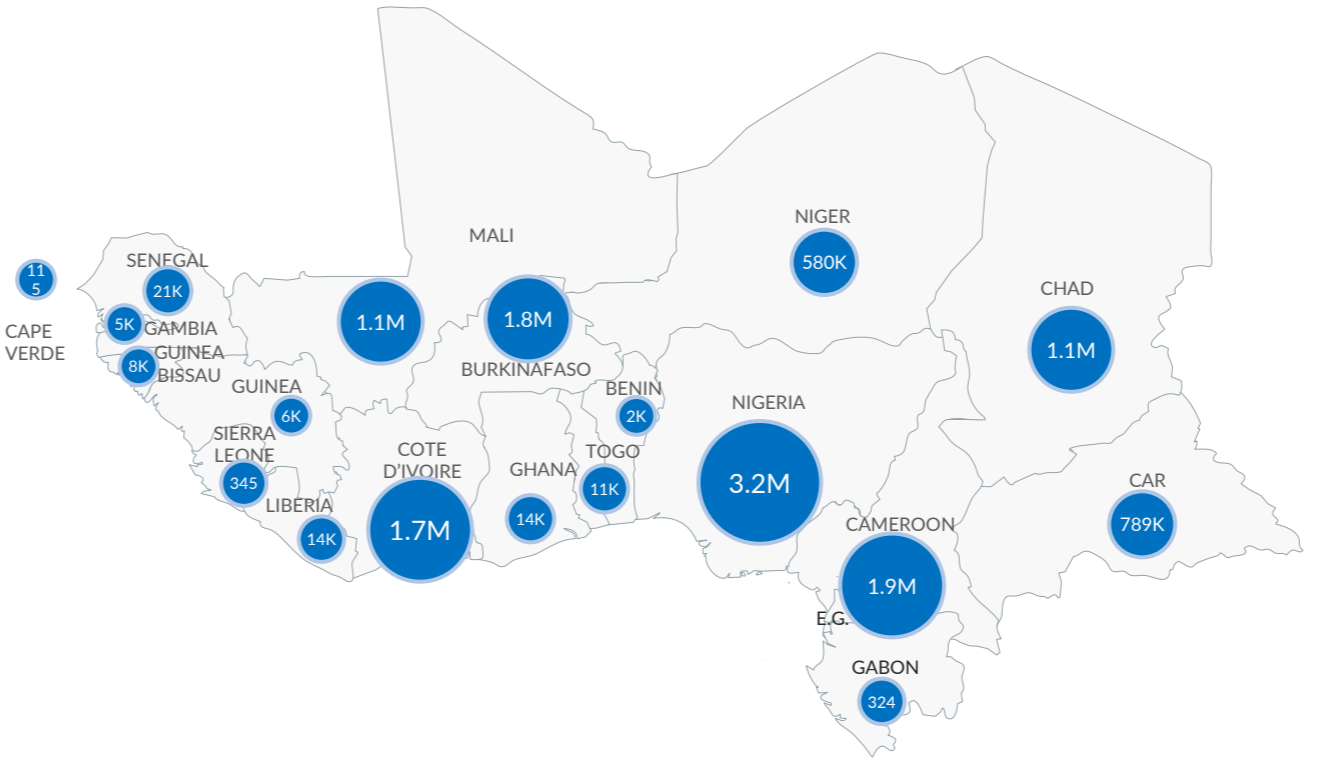 NIGER
580K
MALI
SENEGAL
21K
11
5
CAPE
VERDE
5K
GAMBIA
GUINEA
BISSAU
8K
1.1M
1.8M
BURKINAFASO
CHAD
1.1M
GUINEA
6K
BENIN
2K
NIGERIA
3.2M
SIERRA
LEONE
345
COTE
D'IVOIRE
1.7M
GHANA
14K
TOGO
11K
LIBERIA
14K
CAR
789K
CAMEROON
1.9M
E.G.
GABON
324